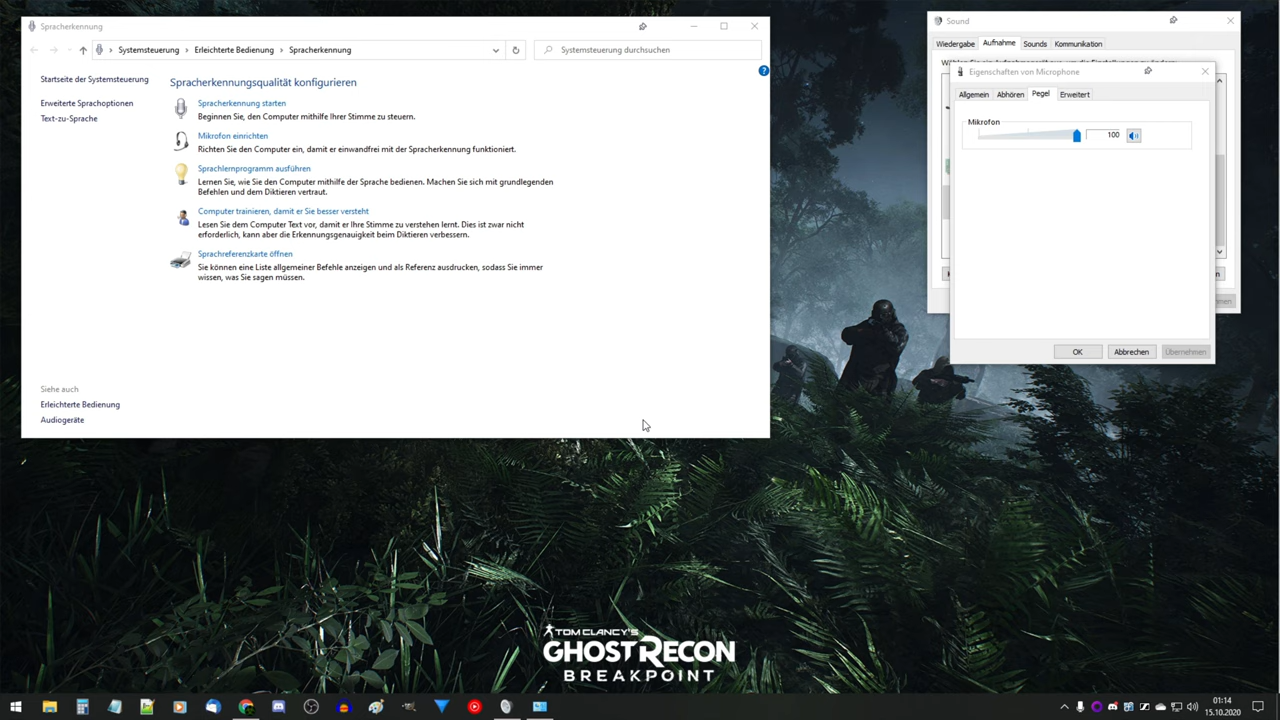 Spracherkennung
Systemsteuerung
Erleichterte Bedienung
Spracherkennung
Systemsteuerung durchsuchen
Startseite der Systemsteuerung
Erweiterte Sprachoptionen
Text-zu-Sprache
Spracherkennungsqualität konfigurieren
Spracherkennung starten
Beginnen Sie, den Computer mithilfe Ihrer Stimme zu steuern.
Mikrofon einrichten
Richten Sie den Computer ein, damit er einwandfrei mit der Spracherkennung funktioniert.
Sprachlernprogramm ausführen
Lernen Sie, wie Sie den Computer mithilfe der Sprache bedienen. Machen Sie sich mit grundlegenden
Befehlen und dem Diktieren vertraut.
Computer trainieren, damit er Sie besser versteht
Lesen Sie dem Computer Text vor, damit er Ihre Stimme zu verstehen lernt. Dies ist zwar nicht
erforderlich, kann aber die Erkennungsgenauigkeit beim Diktieren verbessern.
Sprachreferenzkarte öffnen
Sie können eine Liste allgemeiner Befehle anzeigen und als Referenz ausdrucken, sodass Sie immer
wissen, was Sie sagen müssen.
Siehe auch
Erleichterte Bedienung
Audiogeräte
Sound
Wiedergabe
Aufnahme
Sounds
Kommunikation
Eigenschaften von Microphone
Allgemein
Abhören
Pegel
Erweitert
Mikrofon
100
OK
Abbrechen
Übernehmen
TOM CLANCY'S
GHOST RECON
BREAKPOINT
01:14
15.10.2020